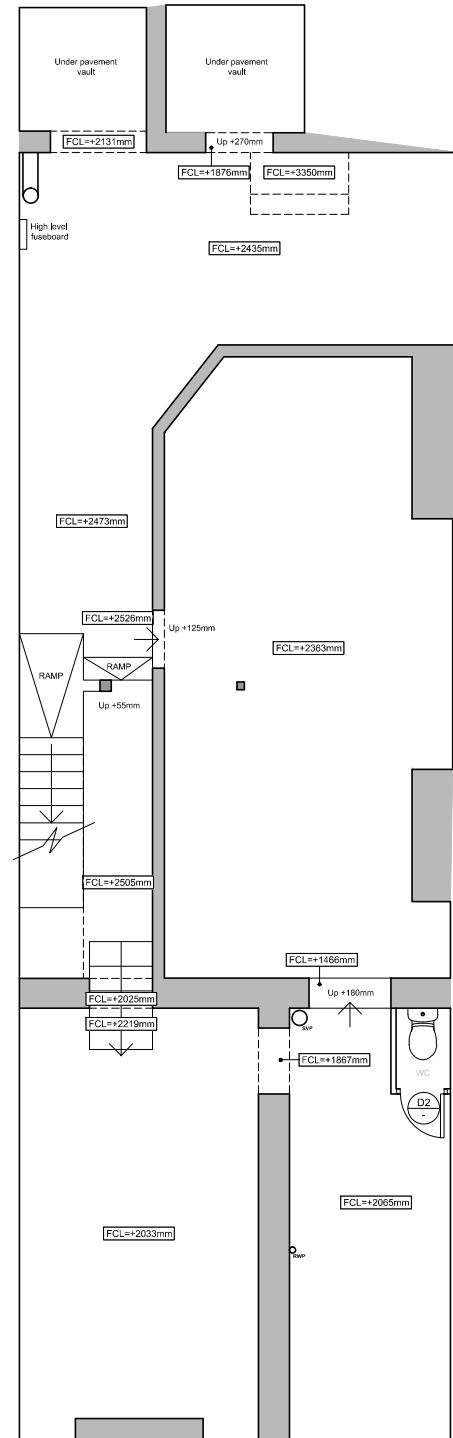 Under pavement
vault
Under pavement
vault
FCL=+2131mm
Up +270mm
FCL=+1876mm
FCL=+3350mm
High level
fuseboard
FCL=+2435mm
FCL=+2473mm
FCL=+2526mm
Up +125mm
FCL=+2363mm
RAMP
RAMP
Up +55mm
FCL=+2505mm
FCL=+1466mm
FCL=+2025mm
Up +180mm
FCL=+2219mm
SVP
FCL=+1867mm
WC
D2
-
FCL=+2065mm
FCL=+2033mm
RWP